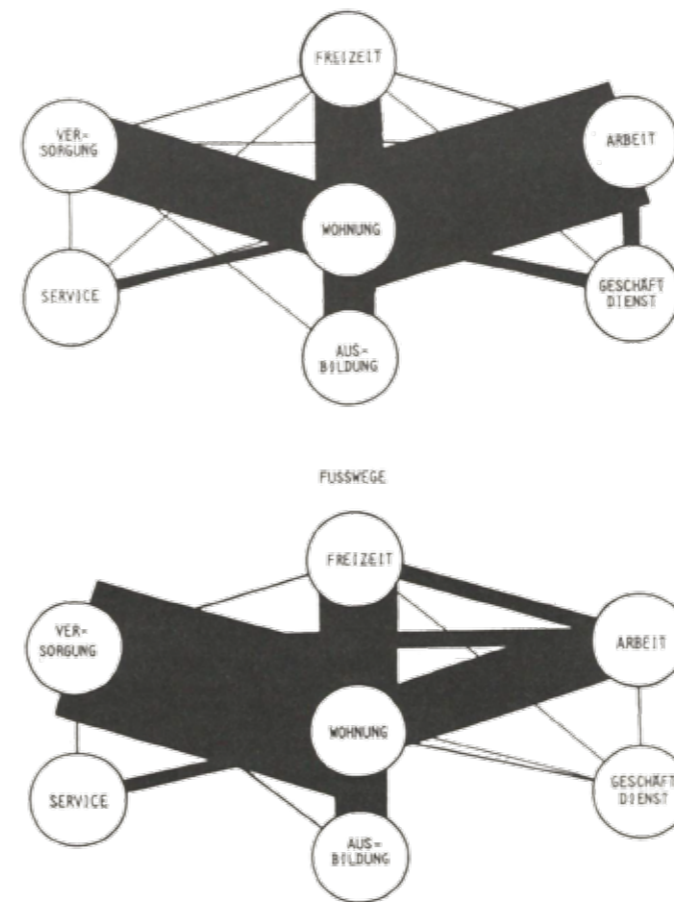 FREIZEIT
VER=
SORGUNG
ARBEIT
WOHNUNG
SERVICE
GESCHÄFT
DIENST
AUS=
BILDUNG
FUSSWEGE
FREIZEIT
VER=
SORGUNG
ARBEIT
WOHNUNG
SERVICE
GESCHÄFT
DIENST
AUS=
BILDUNG